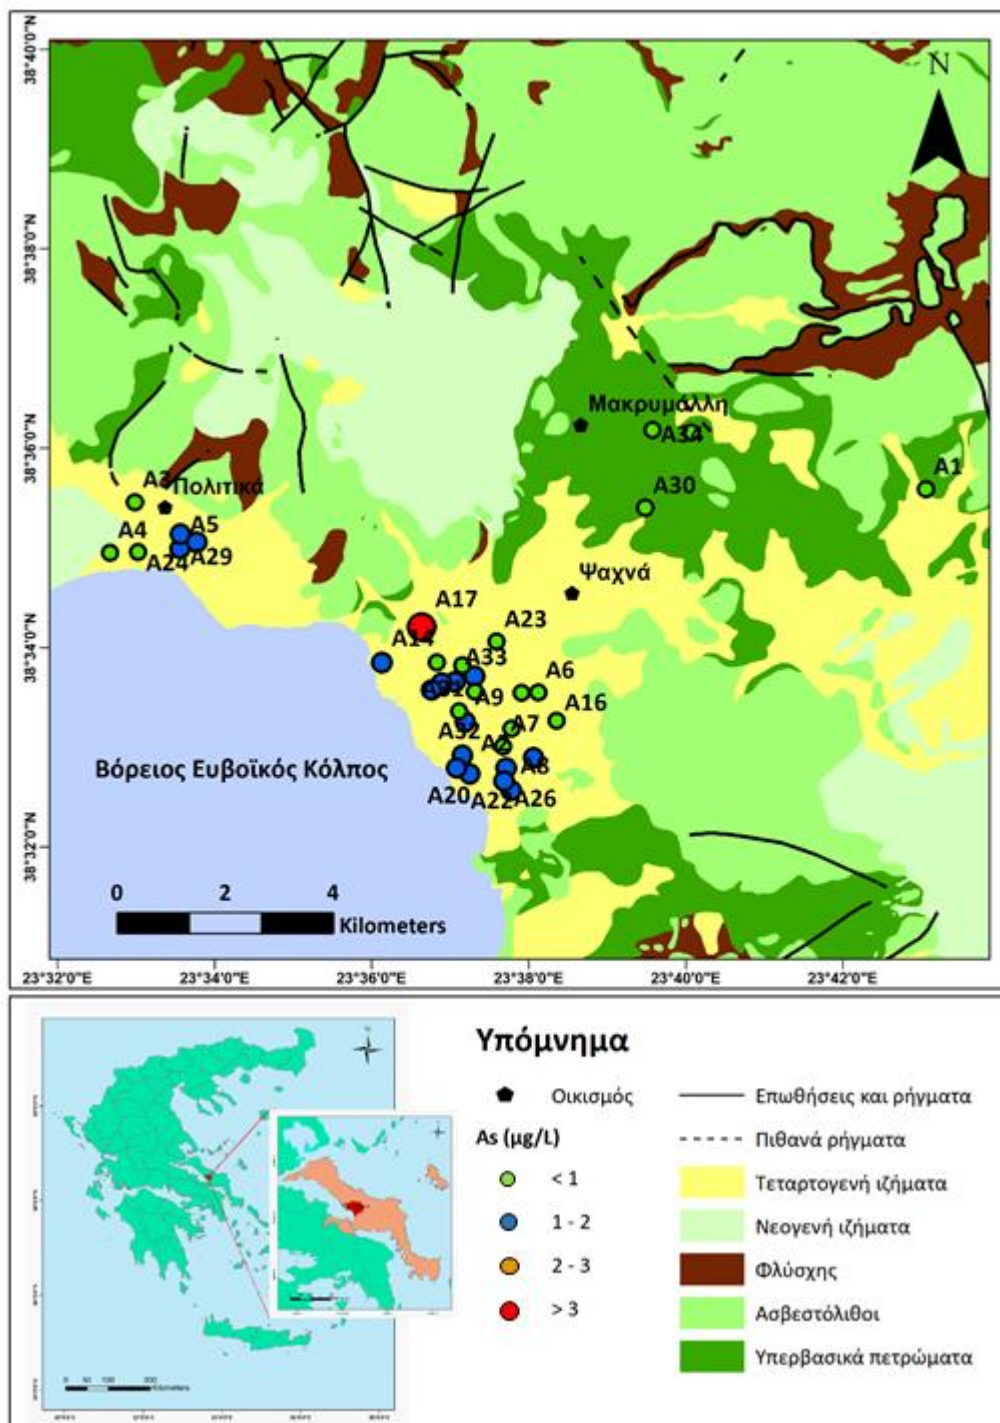 N
38°40'0"N
38°38'0"N
38°36'0"N
38°34'0"N
38°32'0"N
Μακρυμάλλη
A34
A1
A30
A3
Πολιτικά
A4
A5
A24
A29
Ψαχνά
A17
A23
A14
A33
A6
A9
A16
A7
A32
A8
A20
A22
A26
Βόρειος Ευβοϊκός Κόλπος
0 2 4
Kilometers
23°32'0"E 23°34'0"E 23°36'0"E 23°38'0"E 23°40'0"E 23°42'0"E
Υπόμνημα
Οικισμός
As (µg/L)
< 1
1 - 2
2 - 3
> 3
Επωθήσεις και ρήγματα
Πιθανά ρήγματα
Τεταρτογενή ιζήματα
Νεογενή ιζήματα
Φλύσχης
Ασβεστόλιθοι
Υπερβασικά πετρώματα
Kilometers